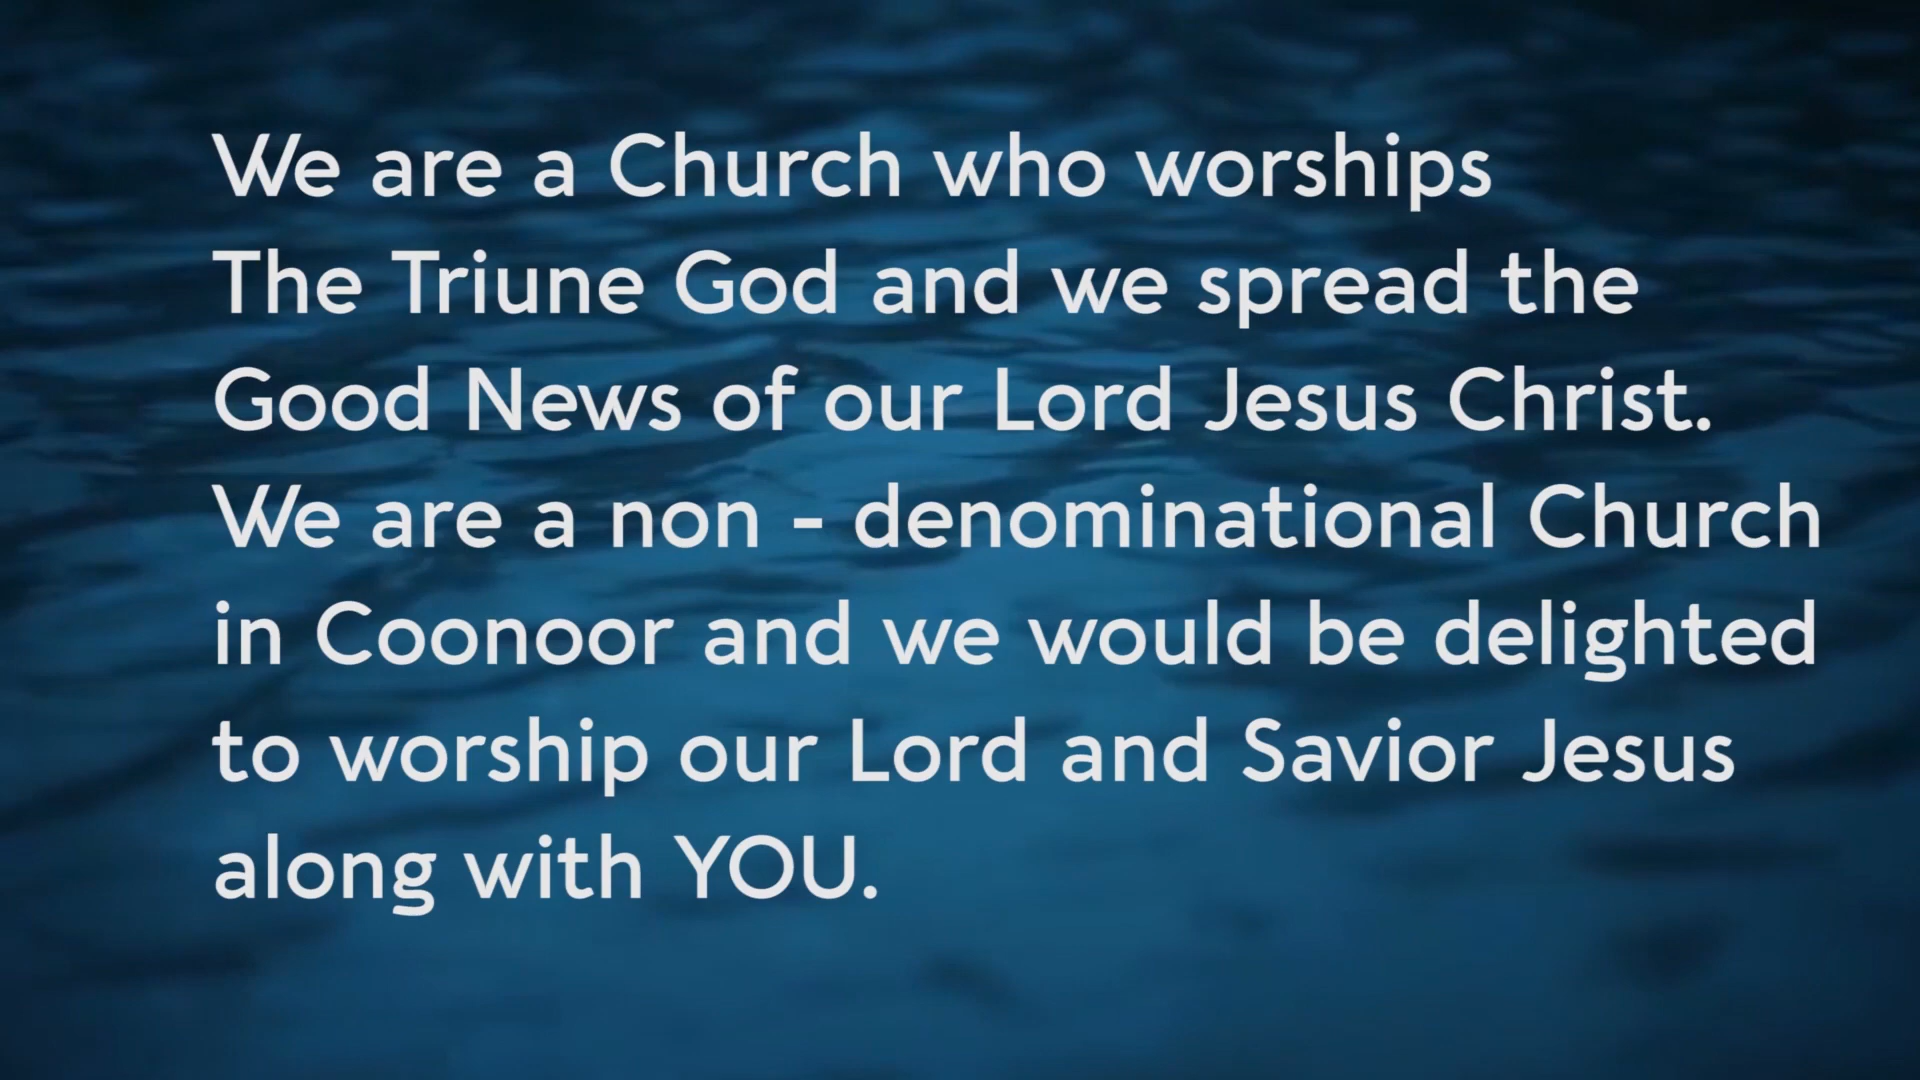 We are a Church who worships
The Triune God and we spread the
Good News of our Lord Jesus Christ.
We are a non - denominational Church
in Coonoor and we would be delighted
to worship our Lord and Savior Jesus
along with YOU.